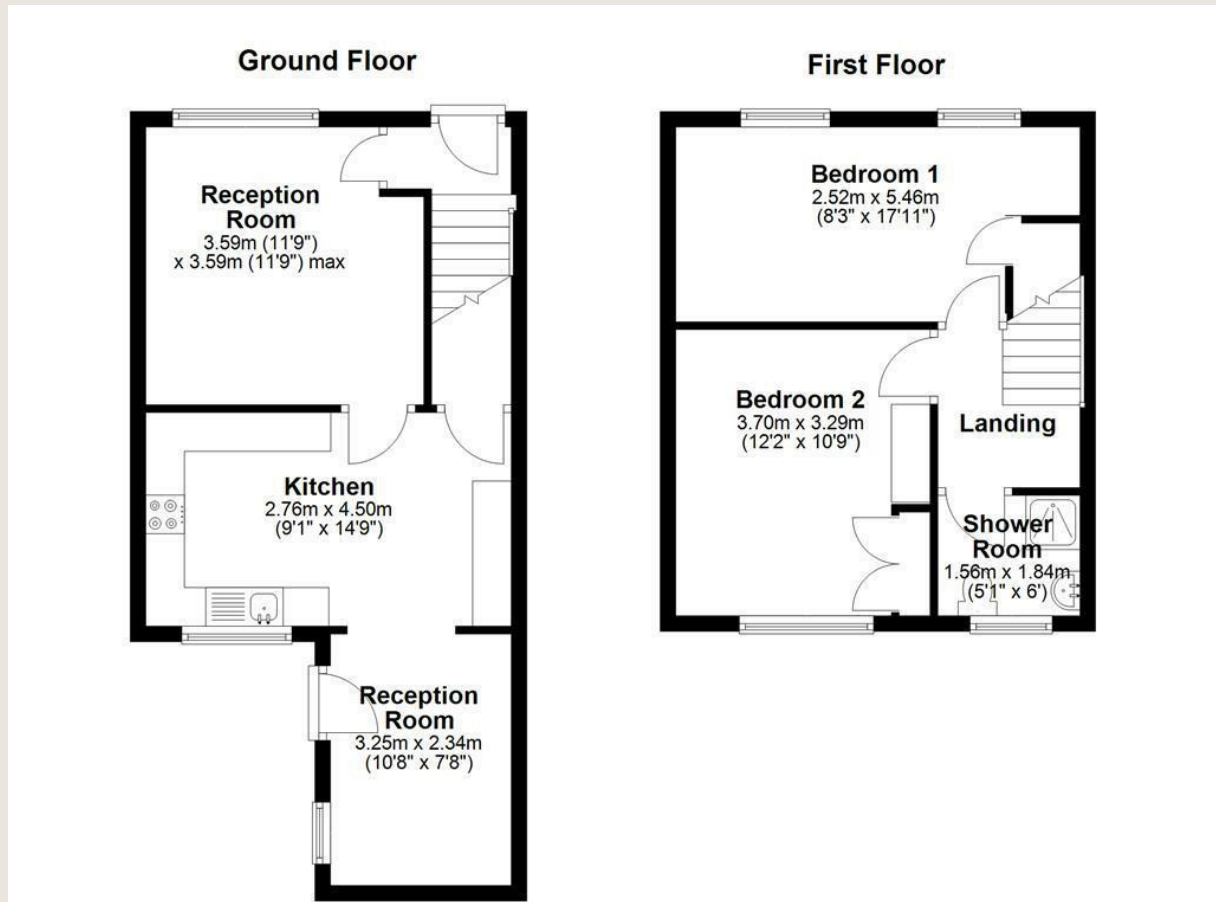 Ground Floor
Reception
Room
3.59m (11'9")
x 3.59m (11'9") max
Kitchen
2.76m x 4.50m
(9'1" x 14'9")
Reception
Room
3.25m x 2.34m
(10'8" x 7'8")
First Floor
Bedroom 1
2.52m x 5.46m
(8'3" x 17'11")
Bedroom 2
3.70m x 3.29m
(12'2" x 10'9")
Landing
Shower
Room
1.56m x 1.84m
(5'1" x 6')